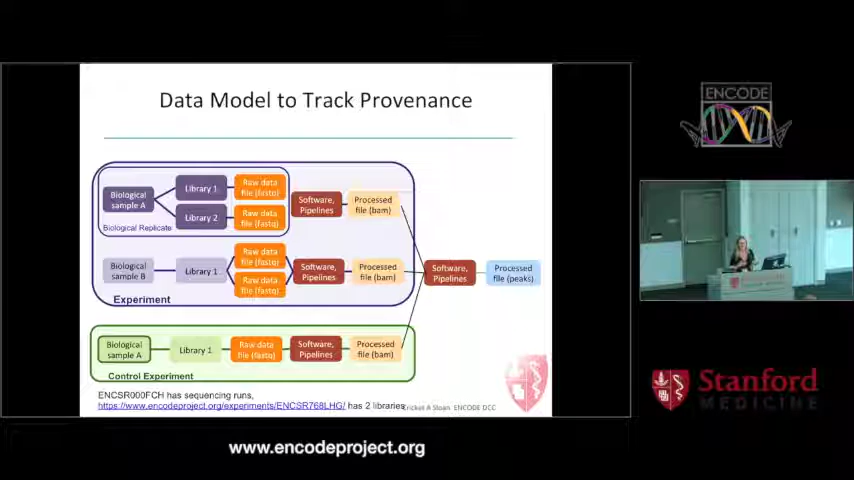 Data Model to Track Provenance
ENCODE
Biological
sample A
Library 1
Raw data
file (fastq)
Library 2
Raw data
file (fastq)
Software,
Pipelines
Processed
file (bam)
Biological Replicate
Biological
sample B
Library 1
Raw data
file (fastq)
Raw data
file (fastq)
Software,
Pipelines
Processed
file (bam)
Software,
Pipelines
Processed
file (peaks)
Experiment
Biological
sample A
Library 1
Raw data
file (fastq)
Software,
Pipelines
Processed
file (bam)
Control Experiment
ENCSR000FCH has sequencing runs,
https://www.encodeproject.org/experiments/ENCSR768LHG/ has 2 libraries
Cricket A Sloan ENCODE DCC
Stanford
MEDICINE
www.encodeproject.org